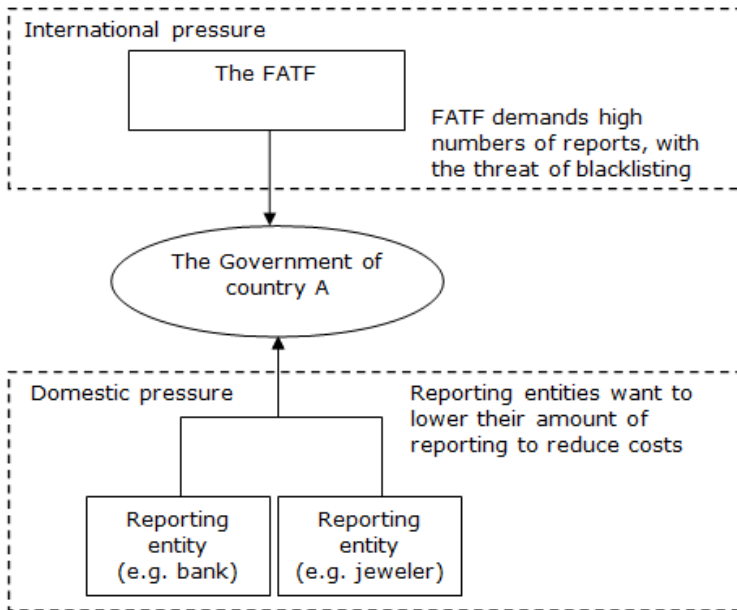 International pressure
The FATF
FATF demands high
numbers of reports, with
the threat of blacklisting
The Government of
country A
Domestic pressure
Reporting entities want to
lower their amount of
reporting to reduce costs
Reporting
entity
(e.g. bank)
Reporting
entity
(e.g. jeweler)